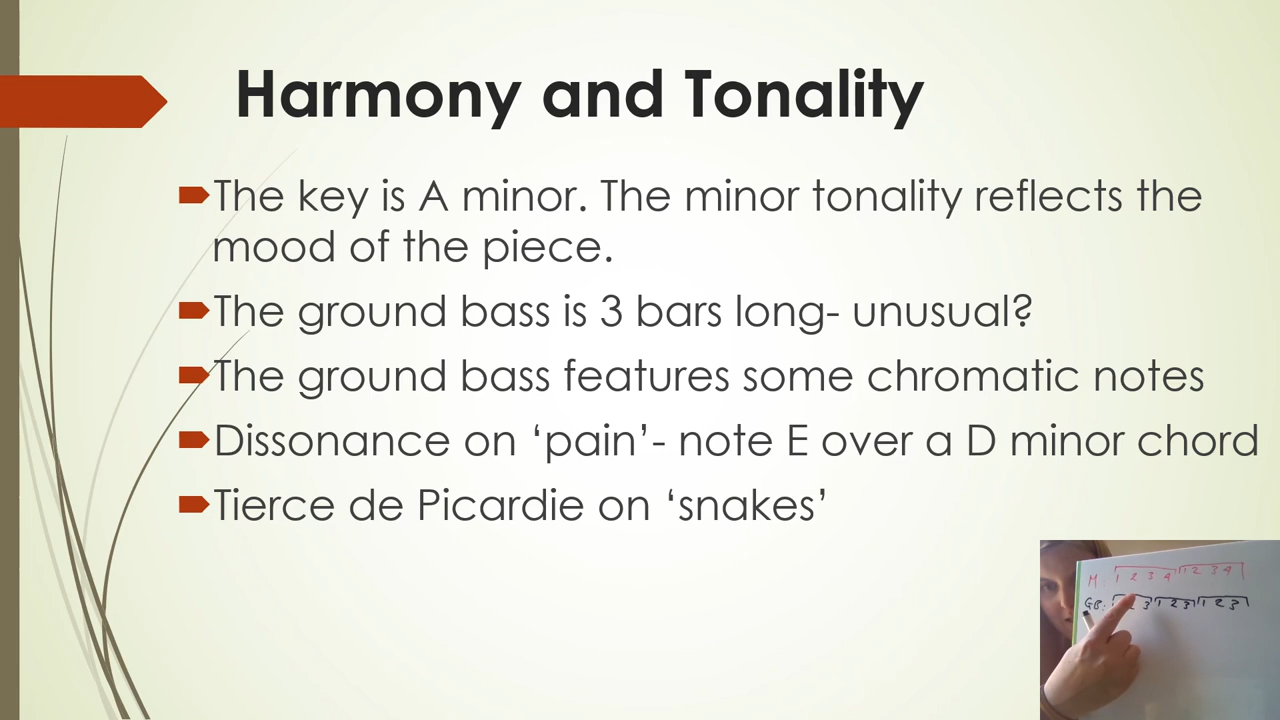 Harmony and Tonality
The key is A minor. The minor tonality reflects the
mood of the piece.
The ground bass is 3 bars long- unusual?
The ground bass features some chromatic notes
Dissonance on ‘pain’- note E over a D minor chord
Tierce de Picardie on ‘snakes’
M: 1 2 3 4 1 2 3 4
GB: 1 2 3 1 2 3 1 2 3